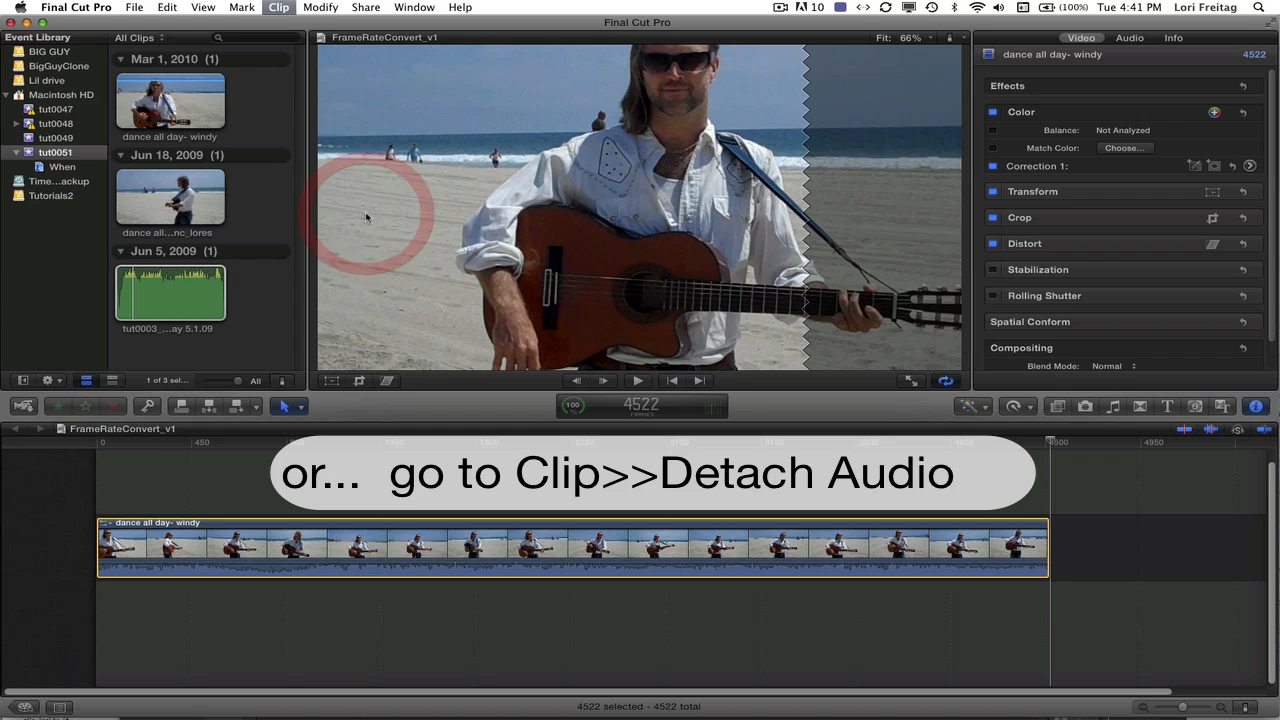 Final Cut Pro File Edit View Mark Clip Modify Share Window Help
10 (100%) Tue 4:41 PM Lori Freitag
Final Cut Pro
Event Library
BIG GUY
BigGuyClone
Lil drive
Macintosh HD
tut0047
tut0048
tut0049
tut0051
When
Time...ackup
Tutorials2
All Clips
Mar 1, 2010 (1)
dance all day- windy
Jun 18, 2009 (1)
dance all...nc_lores
Jun 5, 2009 (1)
tut0003_...ay 5.1.09
1 of 3 sel... All
FrameRateConvert_v1 Fit: 66%
Video Audio Info
dance all day- windy 4522
Effects
Color
Balance: Not Analyzed
Match Color: Choose...
Correction 1:
Transform
Crop
Distort
Stabilization
Rolling Shutter
Spatial Conform
Compositing
Blend Mode: Normal
100 4522
FRAMES
FrameRateConvert_v1
0 450 4500 4950
or... go to Clip>>Detach Audio
dance all day- windy
4522 selected - 4522 total